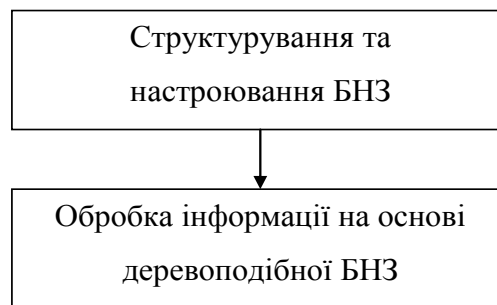 Структурування та
настроювання БНЗ
Обробка інформації на основі
деревоподібної БНЗ